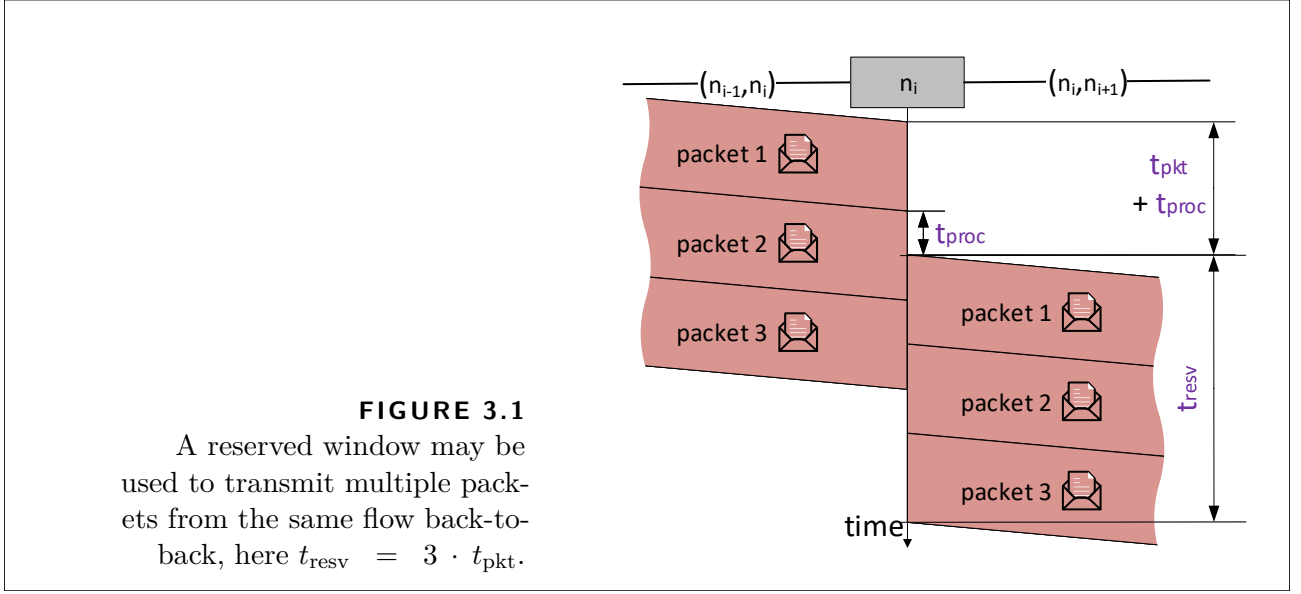 (nᵢ₋₁,nᵢ) nᵢ (nᵢ,nᵢ₊₁)
packet 1
tpkt
+ tproc
packet 2
tproc
packet 3
packet 1
packet 2
tresv
packet 3
time
FIGURE 3.1
A reserved window may be
used to transmit multiple pack-
ets from the same flow back-to-
back, here tresv = 3 · tpkt.